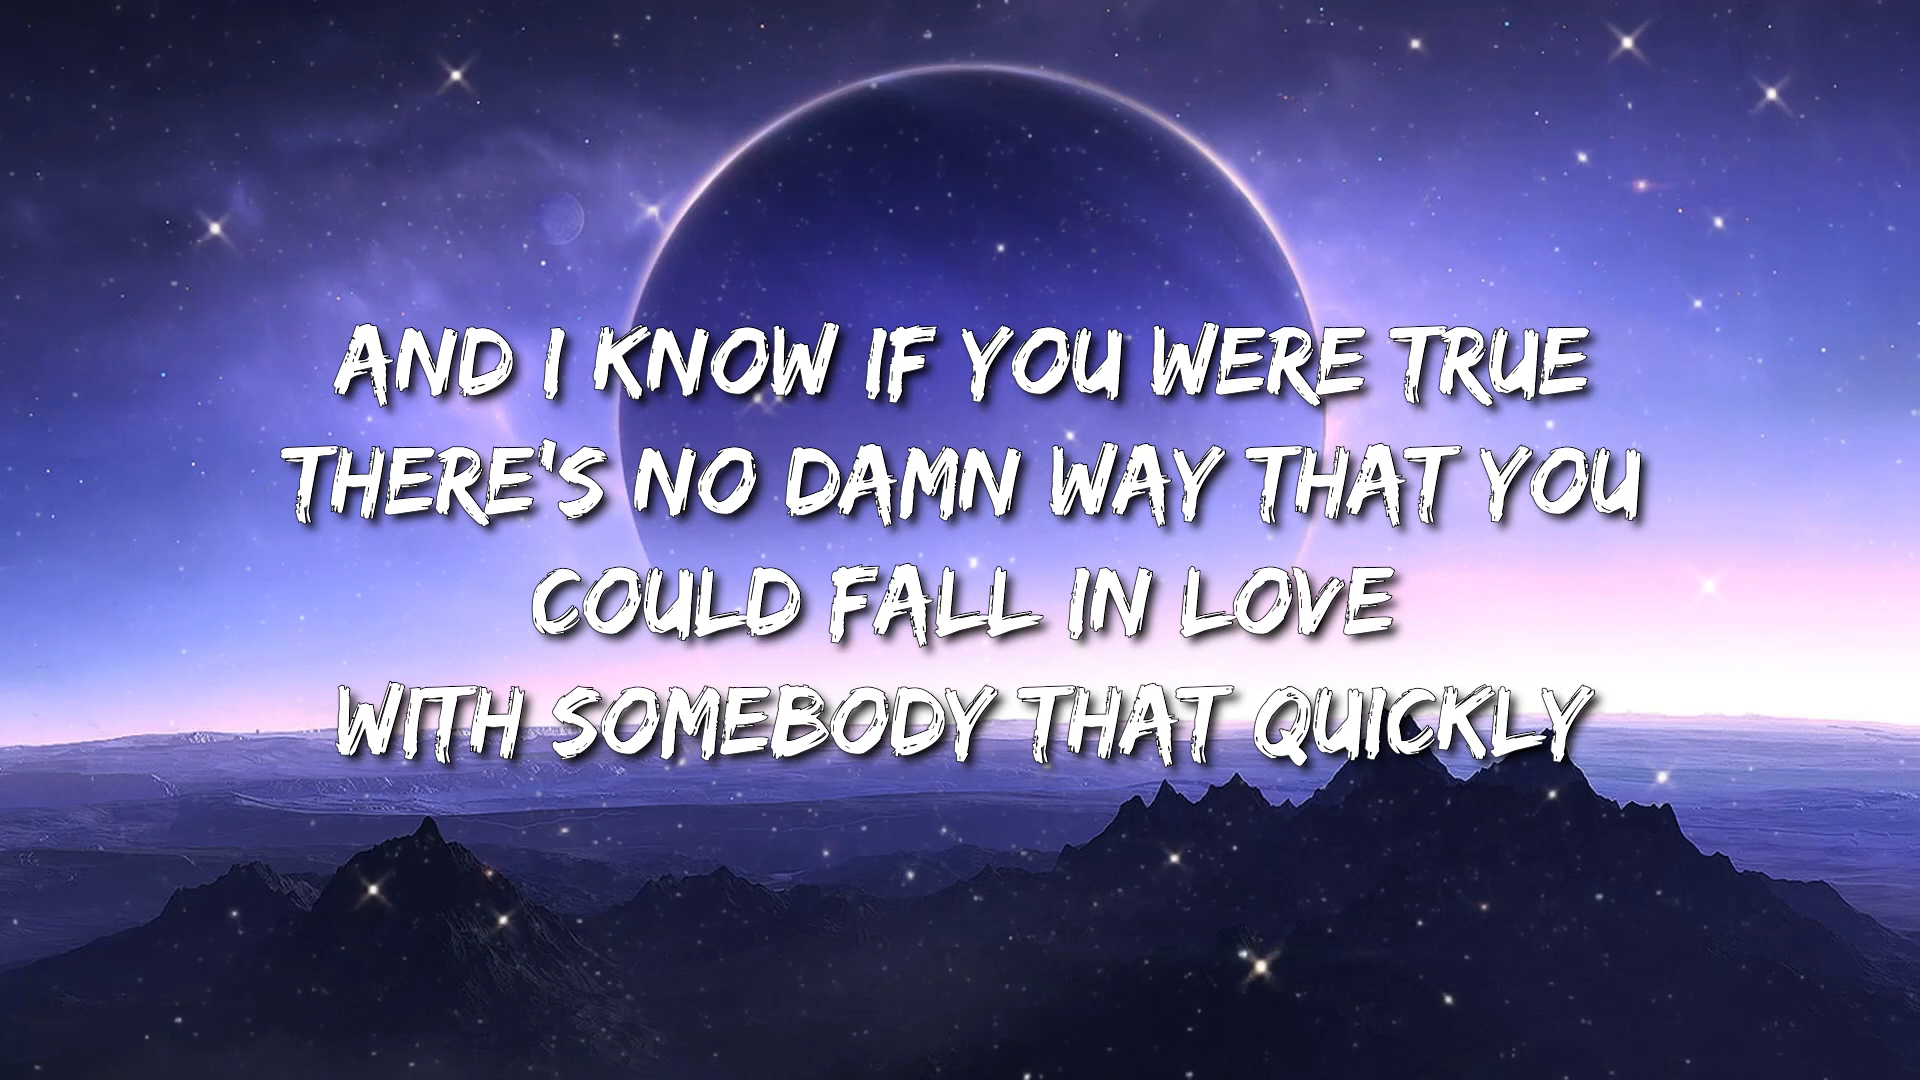 AND I KNOW IF YOU WERE TRUE
THERE'S NO DAMN WAY THAT YOU
COULD FALL IN LOVE
WITH SOMEBODY THAT QUICKLY